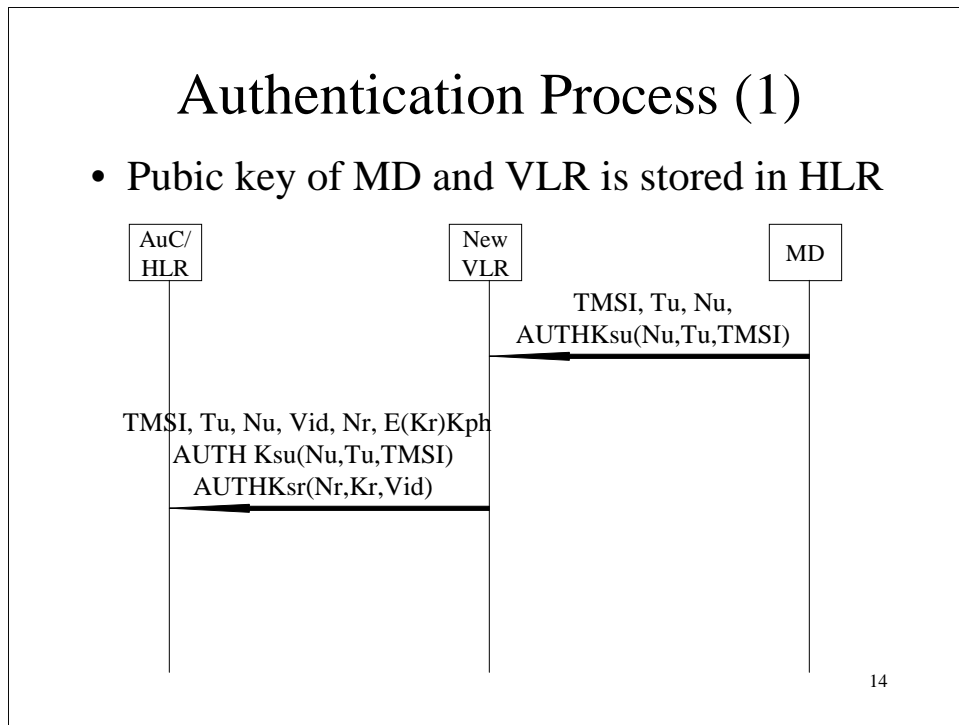 Authentication Process (1)
• Pubic key of MD and VLR is stored in HLR
AuC/
HLR
New
VLR
MD
TMSI, Tu, Nu,
AUTHKsu(Nu,Tu,TMSI)
TMSI, Tu, Nu, Vid, Nr, E(Kr)Kph
AUTH Ksu(Nu,Tu,TMSI)
AUTHKsr(Nr,Kr,Vid)
14